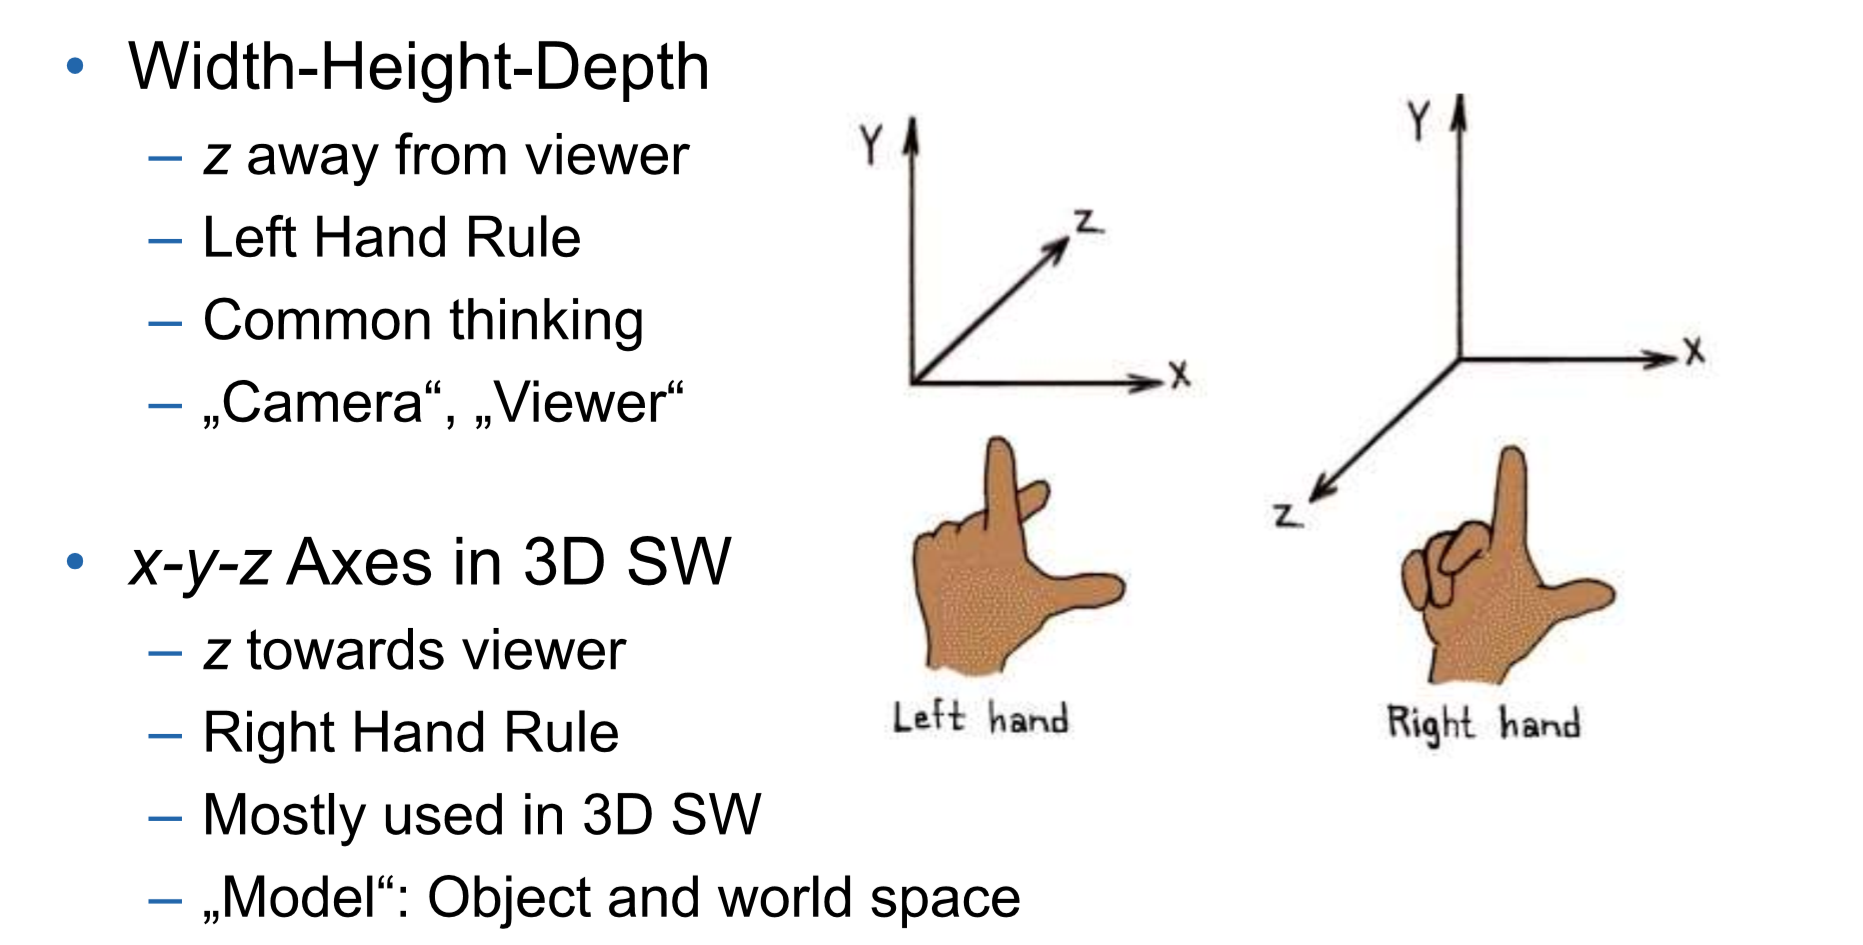 • Width-Height-Depth
– z away from viewer
– Left Hand Rule
– Common thinking
– „Camera“, „Viewer“
• x-y-z Axes in 3D SW
– z towards viewer
– Right Hand Rule
– Mostly used in 3D SW
– „Model“: Object and world space
Y
Z
X
Left hand
Y
X
Z
Right hand